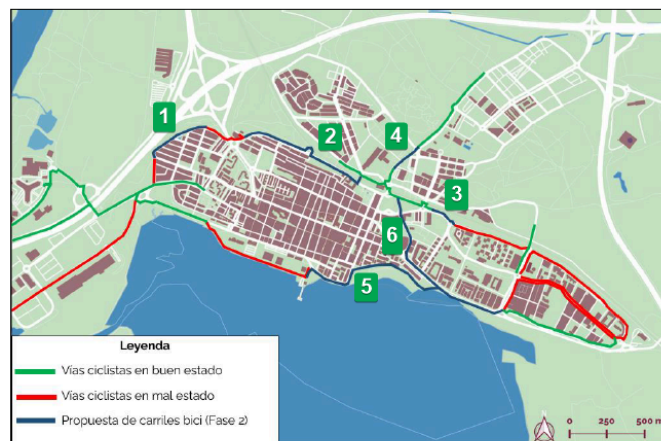 1
2
4
3
6
5
Leyenda
Vías ciclistas en buen estado
Vías ciclistas en mal estado
Propuesta de carriles bici (Fase 2)
0 250 500 m